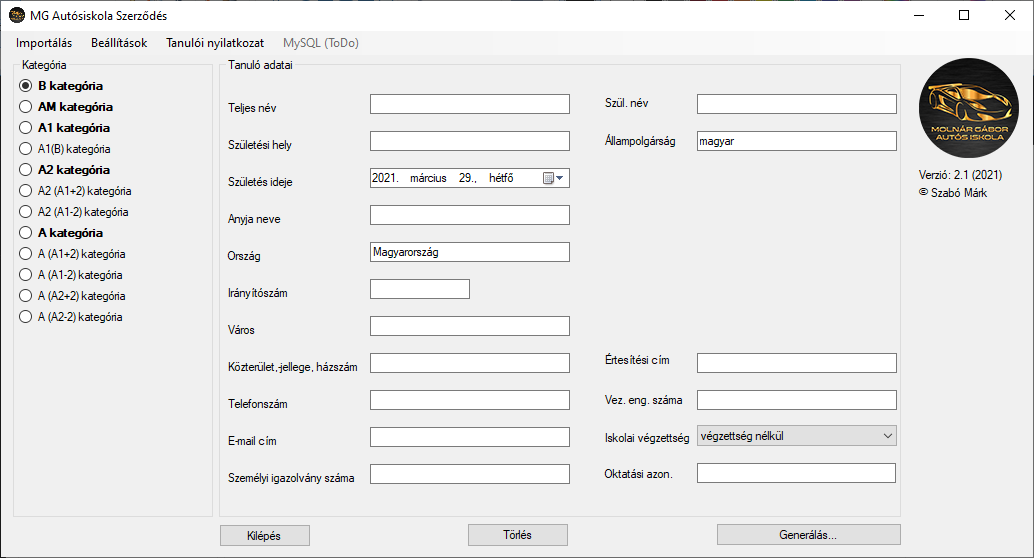 MG Autósiskola Szerződés
Importálás Beállítások Tanulói nyilatkozat MySQL (ToDo)
Kategória
B kategória
AM kategória
A1 kategória
A1(B) kategória
A2 kategória
A2 (A1+2) kategória
A2 (A1-2) kategória
A kategória
A (A1+2) kategória
A (A1-2) kategória
A (A2+2) kategória
A (A2-2) kategória
Tanuló adatai
Teljes név
Szül. név
Születési hely
Állampolgárság magyar
Születés ideje 2021. március 29., hétfő
Anyja neve
Ország Magyarország
Irányítószám
Város
Közterület,-jellege, házszám
Értesítési cím
Telefonszám
Vez. eng. száma
E-mail cím
Iskolai végzettség végzettség nélkül
Személyi igazolvány száma
Oktatási azon.
MOLNÁR GÁBOR
AUTÓS ISKOLA
Verzió: 2.1 (2021)
© Szabó Márk
Kilépés Törlés Generálás...